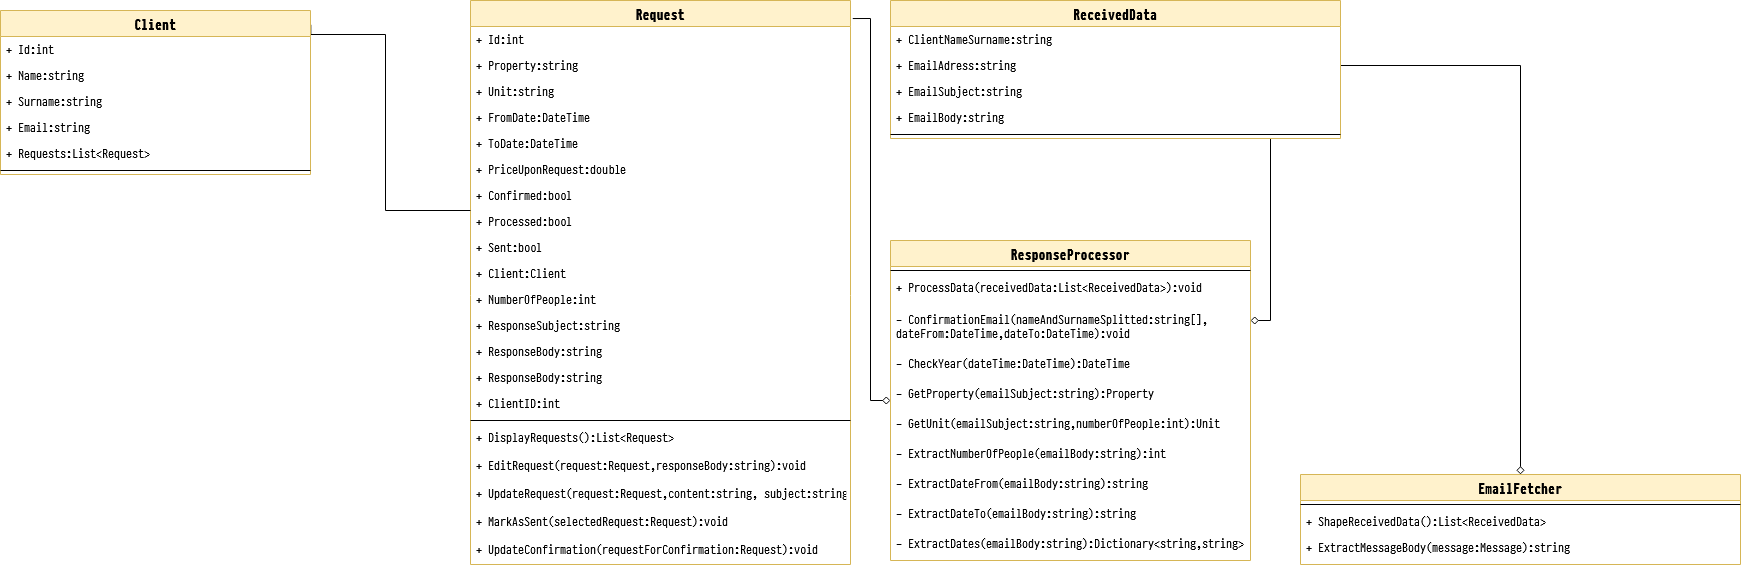 Client
+ Id:int
+ Name:string
+ Surname:string
+ Email:string
+ Requests:List<Request>
Request
+ Id:int
+ Property:string
+ Unit:string
+ FromDate:DateTime
+ ToDate:DateTime
+ PriceUponRequest:double
+ Confirmed:bool
+ Processed:bool
+ Sent:bool
+ Client:Client
+ NumberOfPeople:int
+ ResponseSubject:string
+ ResponseBody:string
+ ResponseBody:string
+ ClientID:int
+ DisplayRequests():List<Request>
+ EditRequest(request:Request,responseBody:string):void
+ UpdateRequest(request:Request,content:string, subject:string
+ MarkAsSent(selectedRequest:Request):void
+ UpdateConfirmation(requestForConfirmation:Request):void
ReceivedData
+ ClientNameSurname:string
+ EmailAdress:string
+ EmailSubject:string
+ EmailBody:string
ResponseProcessor
+ ProcessData(receivedData:List<ReceivedData>):void
- ConfirmationEmail(nameAndSurnameSplitted:string[],
dateFrom:DateTime,dateTo:DateTime):void
- CheckYear(dateTime:DateTime):DateTime
- GetProperty(emailSubject:string):Property
- GetUnit(emailSubject:string,numberOfPeople:int):Unit
- ExtractNumberOfPeople(emailBody:string):int
- ExtractDateFrom(emailBody:string):string
- ExtractDateTo(emailBody:string):string
- ExtractDates(emailBody:string):Dictionary<string,string>
EmailFetcher
+ ShapeReceivedData():List<ReceivedData>
+ ExtractMessageBody(message:Message):string